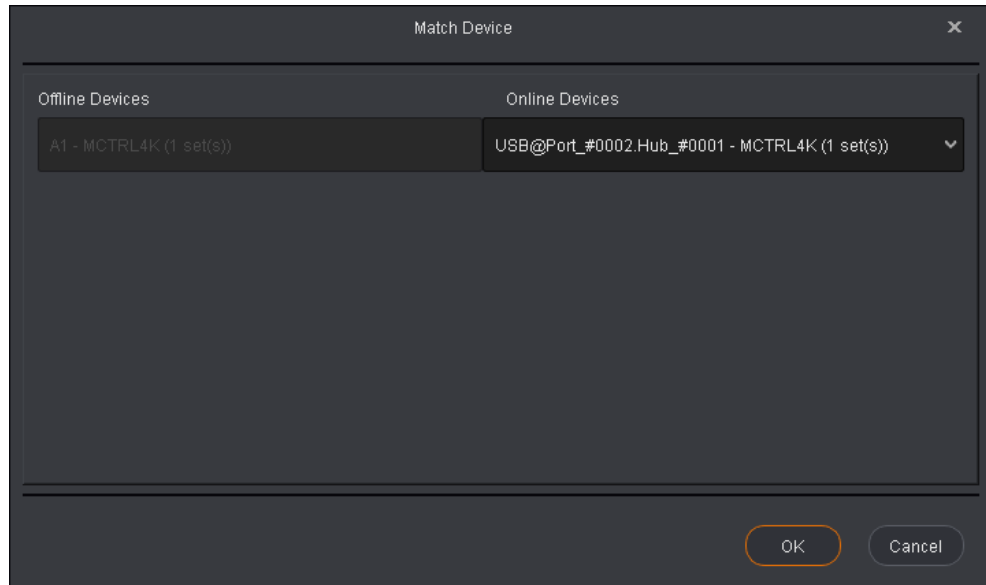 Match Device
Offline Devices
Online Devices
A1 - MCTRL4K (1 set(s))
USB@Port_#0002.Hub_#0001 - MCTRL4K (1 set(s))
OK
Cancel